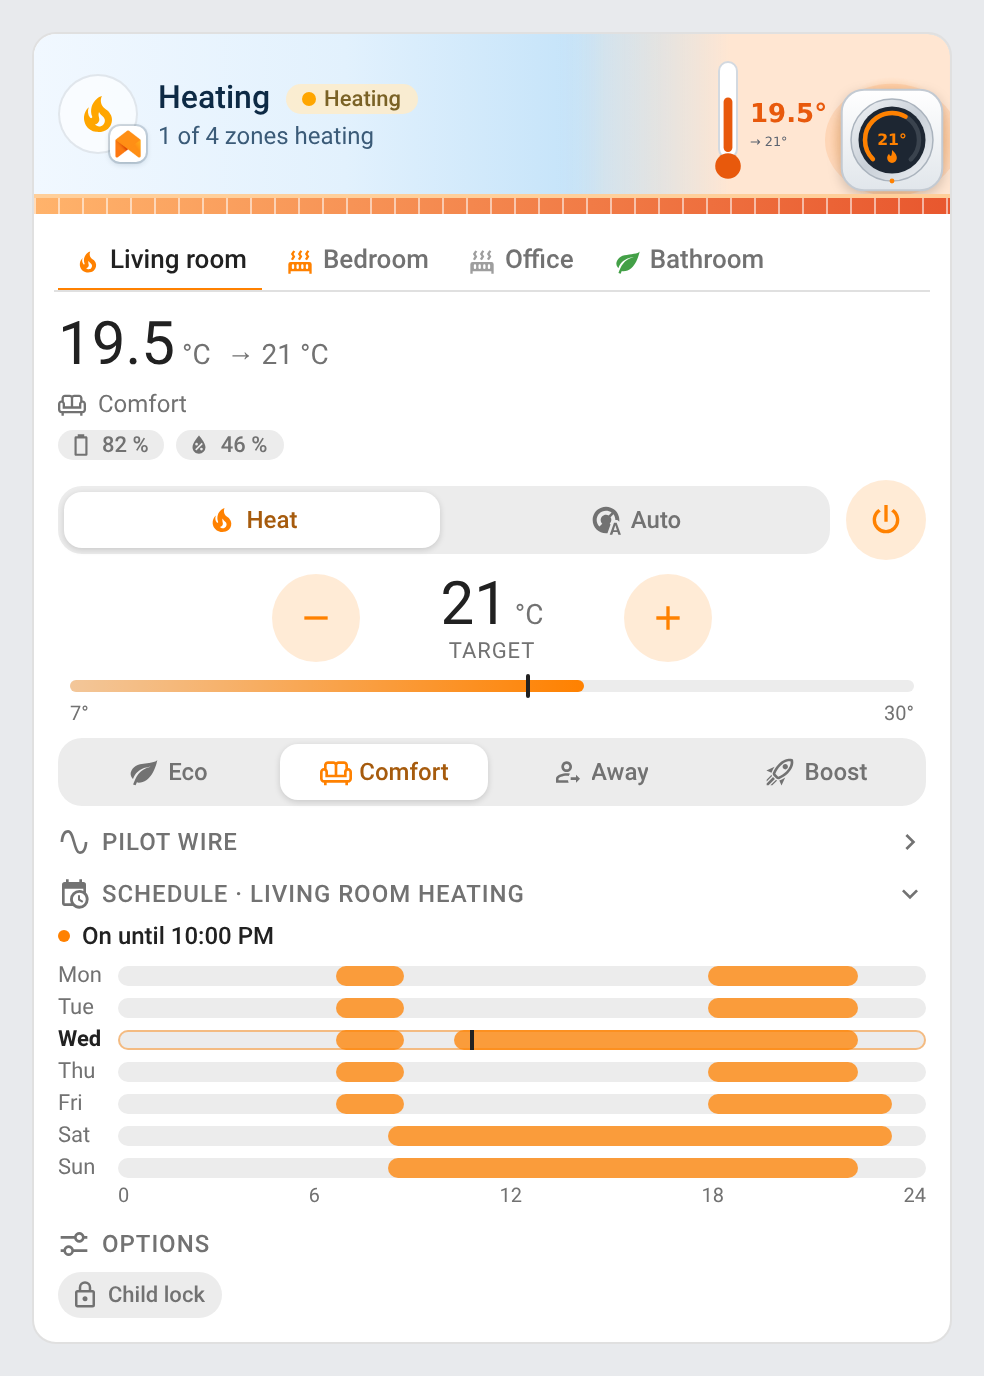 Heating
Heating
1 of 4 zones heating
19.5°
→ 21°
21°
Living room
Bedroom
Office
Bathroom
19.5 °C → 21 °C
Comfort
82 %
46 %
Heat
Auto
A
21 °C
TARGET
7°
30°
Eco
Comfort
Away
Boost
PILOT WIRE
SCHEDULE · LIVING ROOM HEATING
On until 10:00 PM
Mon
Tue
Wed
Thu
Fri
Sat
Sun
0 6 12 18 24
OPTIONS
Child lock